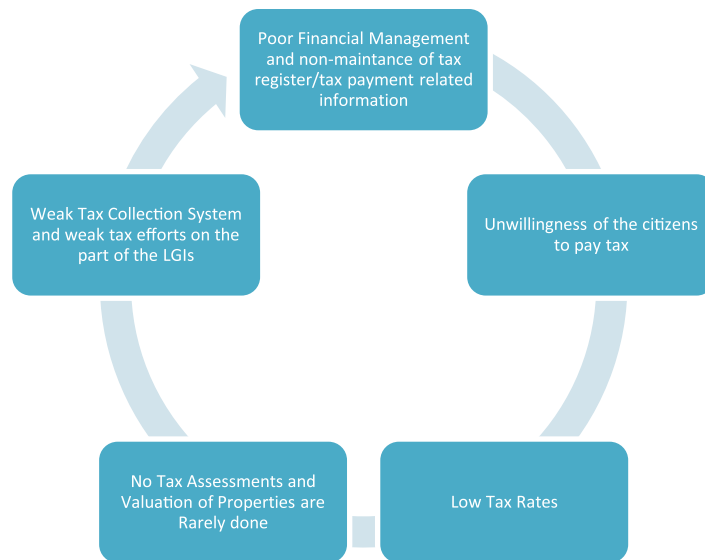 Poor Financial Management
and non-maintance of tax
register/tax payment related
information
Unwillingness of the citizens
to pay tax
Low Tax Rates
No Tax Assessments and
Valuation of Properties are
Rarely done
Weak Tax Collection System
and weak tax efforts on the
part of the LGIs